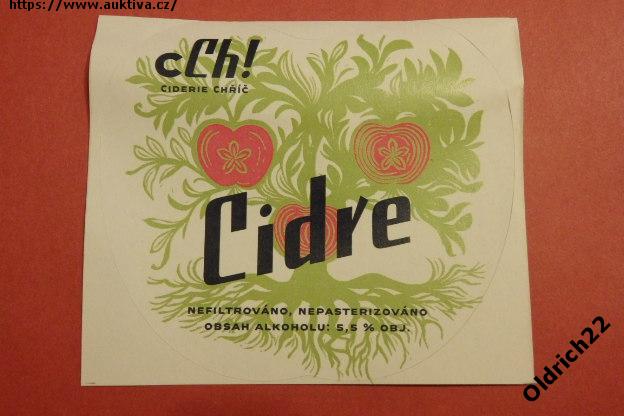 https://www.auktiva.cz/
cCh!
CIDERIE CHŘÍČ
Cidre
NEFILTROVÁNO, NEPASTERIZOVÁNO
OBSAH ALKOHOLU: 5,5 % OBJ.
Oldrich22